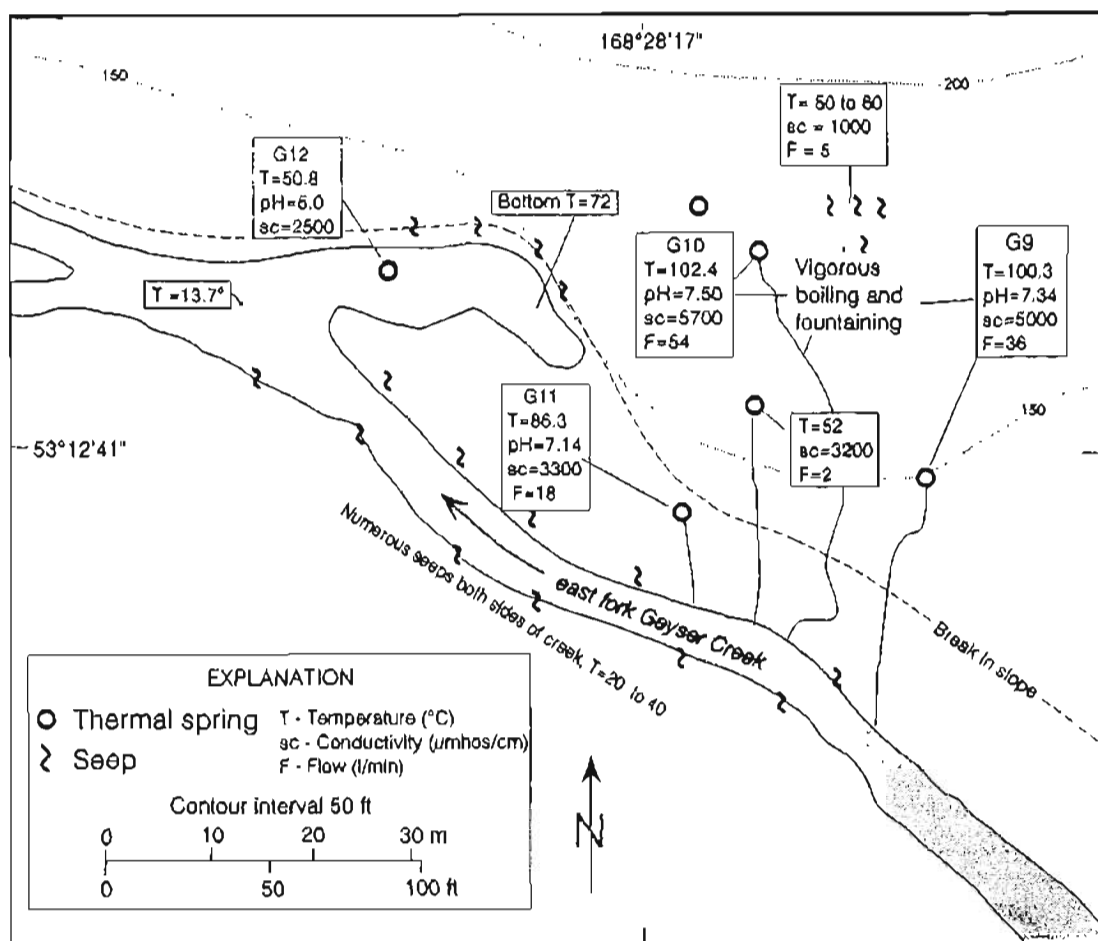 168°28'17"
150
200
T= 50 to 80
sc = 1000
F = 5
G12
T=50.8
pH=6.0
sc=2500
Bottom T=72
G10
T=102.4
pH=7.50
sc=5700
F=54
Vigorous
boiling and
fountaining
G9
T=100.3
pH=7.34
sc=5000
F=36
T=13.7°
G11
T=86.3
pH=7.14
sc=3300
F=18
T=52
sc=3200
F=2
150
53°12'41"
Numerous seeps both sides of creek, T=20 to 40
east fork Geyser Creek
Break in slope
EXPLANATION
Thermal spring
Seep
T - Temperature (°C)
sc - Conductivity (µmhos/cm)
F - Flow (l/min)
Contour interval 50 ft
0 10 20 30 m
0 50 100 ft
N